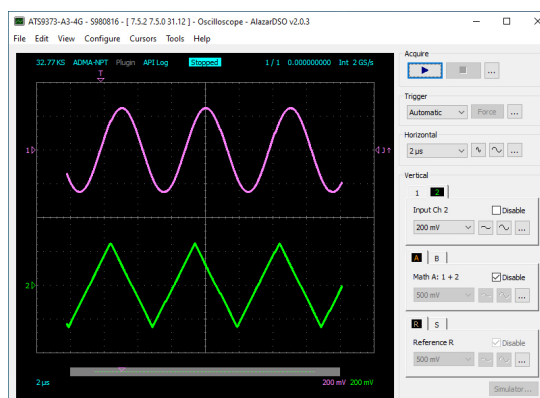 ATS9373-A3-4G - S980816 - [ 7.5.2 7.5.0 31.12 ] - Oscilloscope - AlazarDSO v2.0.3
File Edit View Configure Cursors Tools Help
32.77 KS ADMA-NPT Plugin API Log Stopped 1 / 1 0.000000000 Int 2 GS/s
T
1
J
2
2 µs 200 mV 200 mV
Acquire
...
Trigger
Automatic Force ...
Horizontal
2 µs ...
Vertical
1 2
Input Ch 2 Disable
200 mV ...
A B
Math A: 1 + 2 Disable
500 mV ...
R S
Reference R Disable
500 mV ...
Simulator...